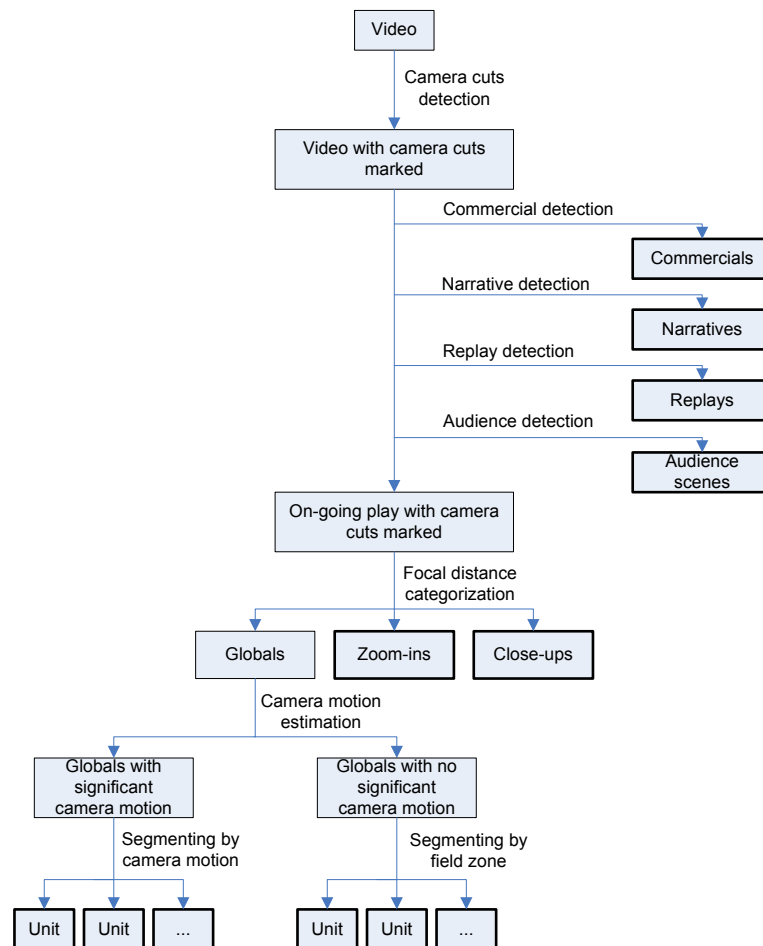 Video
Camera cuts
detection
Video with camera cuts
marked
Commercial detection
Commercials
Narrative detection
Narratives
Replay detection
Replays
Audience detection
Audience
scenes
On-going play with camera
cuts marked
Focal distance
categorization
Globals
Zoom-ins
Close-ups
Camera motion
estimation
Globals with
significant
camera motion
Globals with no
significant
camera motion
Segmenting by
camera motion
Segmenting by
field zone
Unit
Unit
...
Unit
Unit
...